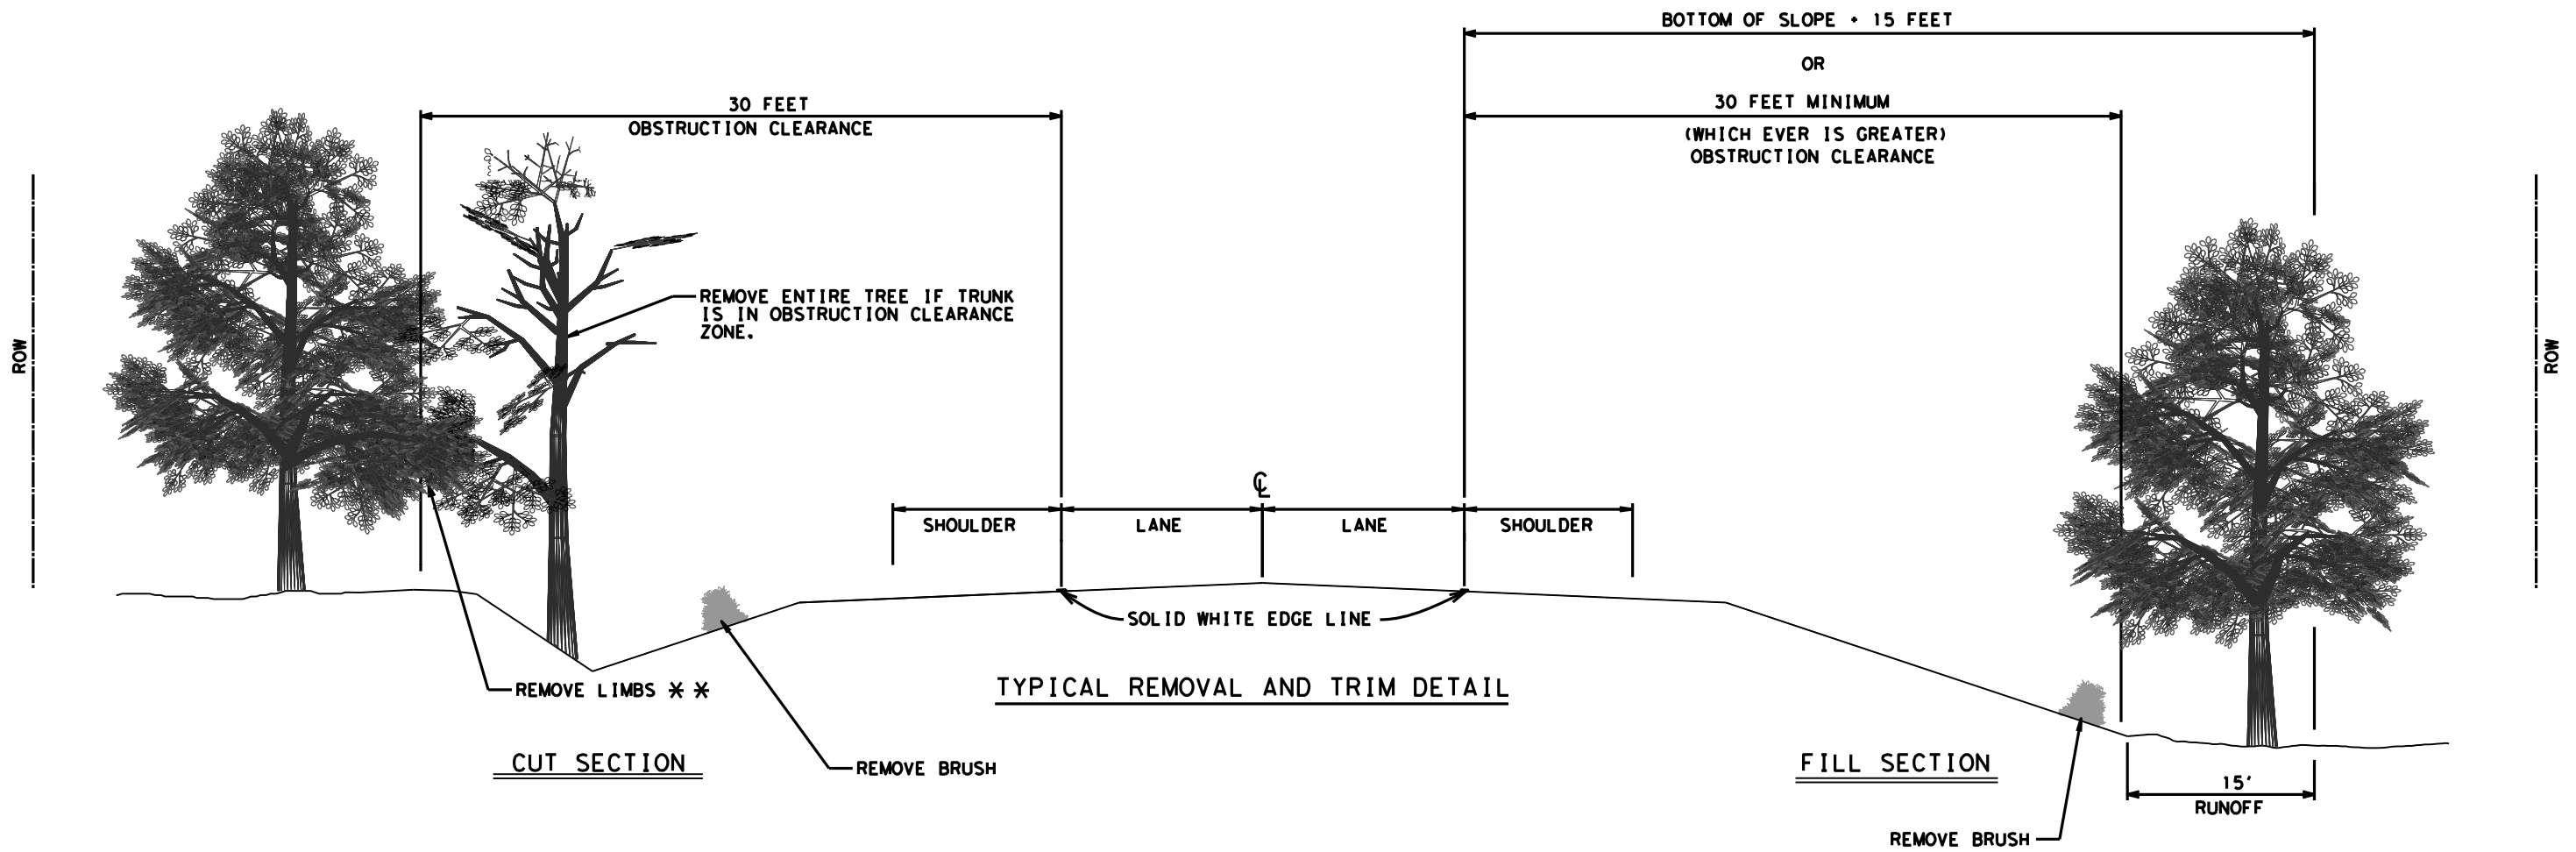 BOTTOM OF SLOPE + 15 FEET
OR
30 FEET MINIMUM
(WHICH EVER IS GREATER)
OBSTRUCTION CLEARANCE
30 FEET
OBSTRUCTION CLEARANCE
REMOVE ENTIRE TREE IF TRUNK
IS IN OBSTRUCTION CLEARANCE
ZONE.
ROW
ROW
℄
SHOULDER
LANE
LANE
SHOULDER
SOLID WHITE EDGE LINE
REMOVE LIMBS * *
TYPICAL REMOVAL AND TRIM DETAIL
CUT SECTION
REMOVE BRUSH
FILL SECTION
15'
RUNOFF
REMOVE BRUSH